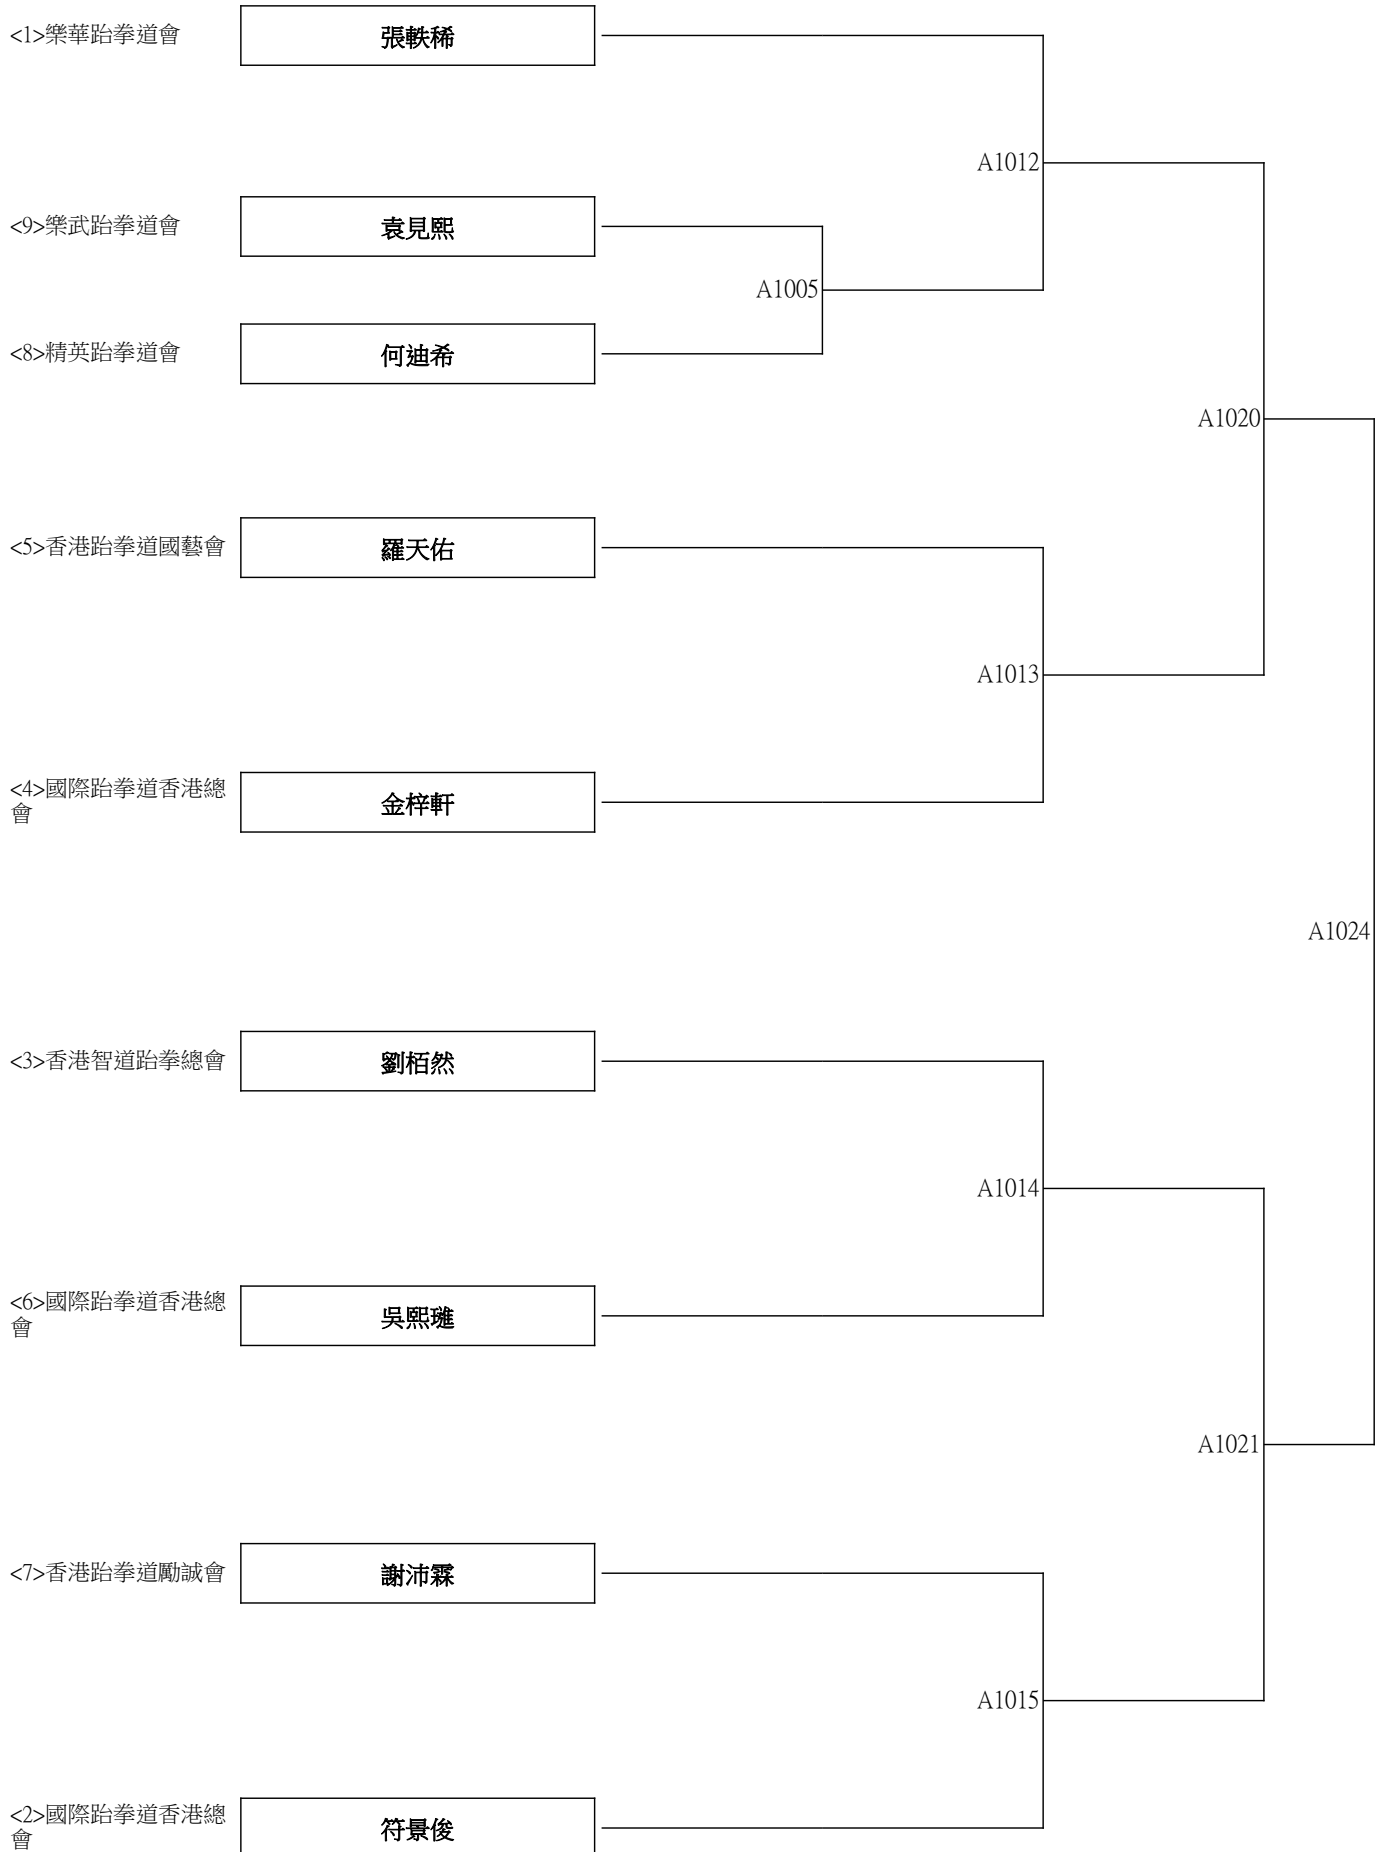 <1>樂華跆拳道會
張軼稀
A1012
<9>樂武跆拳道會
袁見熙
A1005
<8>精英跆拳道會
何迪希
A1020
<5>香港跆拳道國藝會
羅天佑
A1013
<4>國際跆拳道香港總
會
金梓軒
A1024
<3>香港智道跆拳總會
劉栢然
A1014
<6>國際跆拳道香港總
會
吳熙璡
A1021
<7>香港跆拳道勵誠會
謝沛霖
A1015
<2>國際跆拳道香港總
會
符景俊